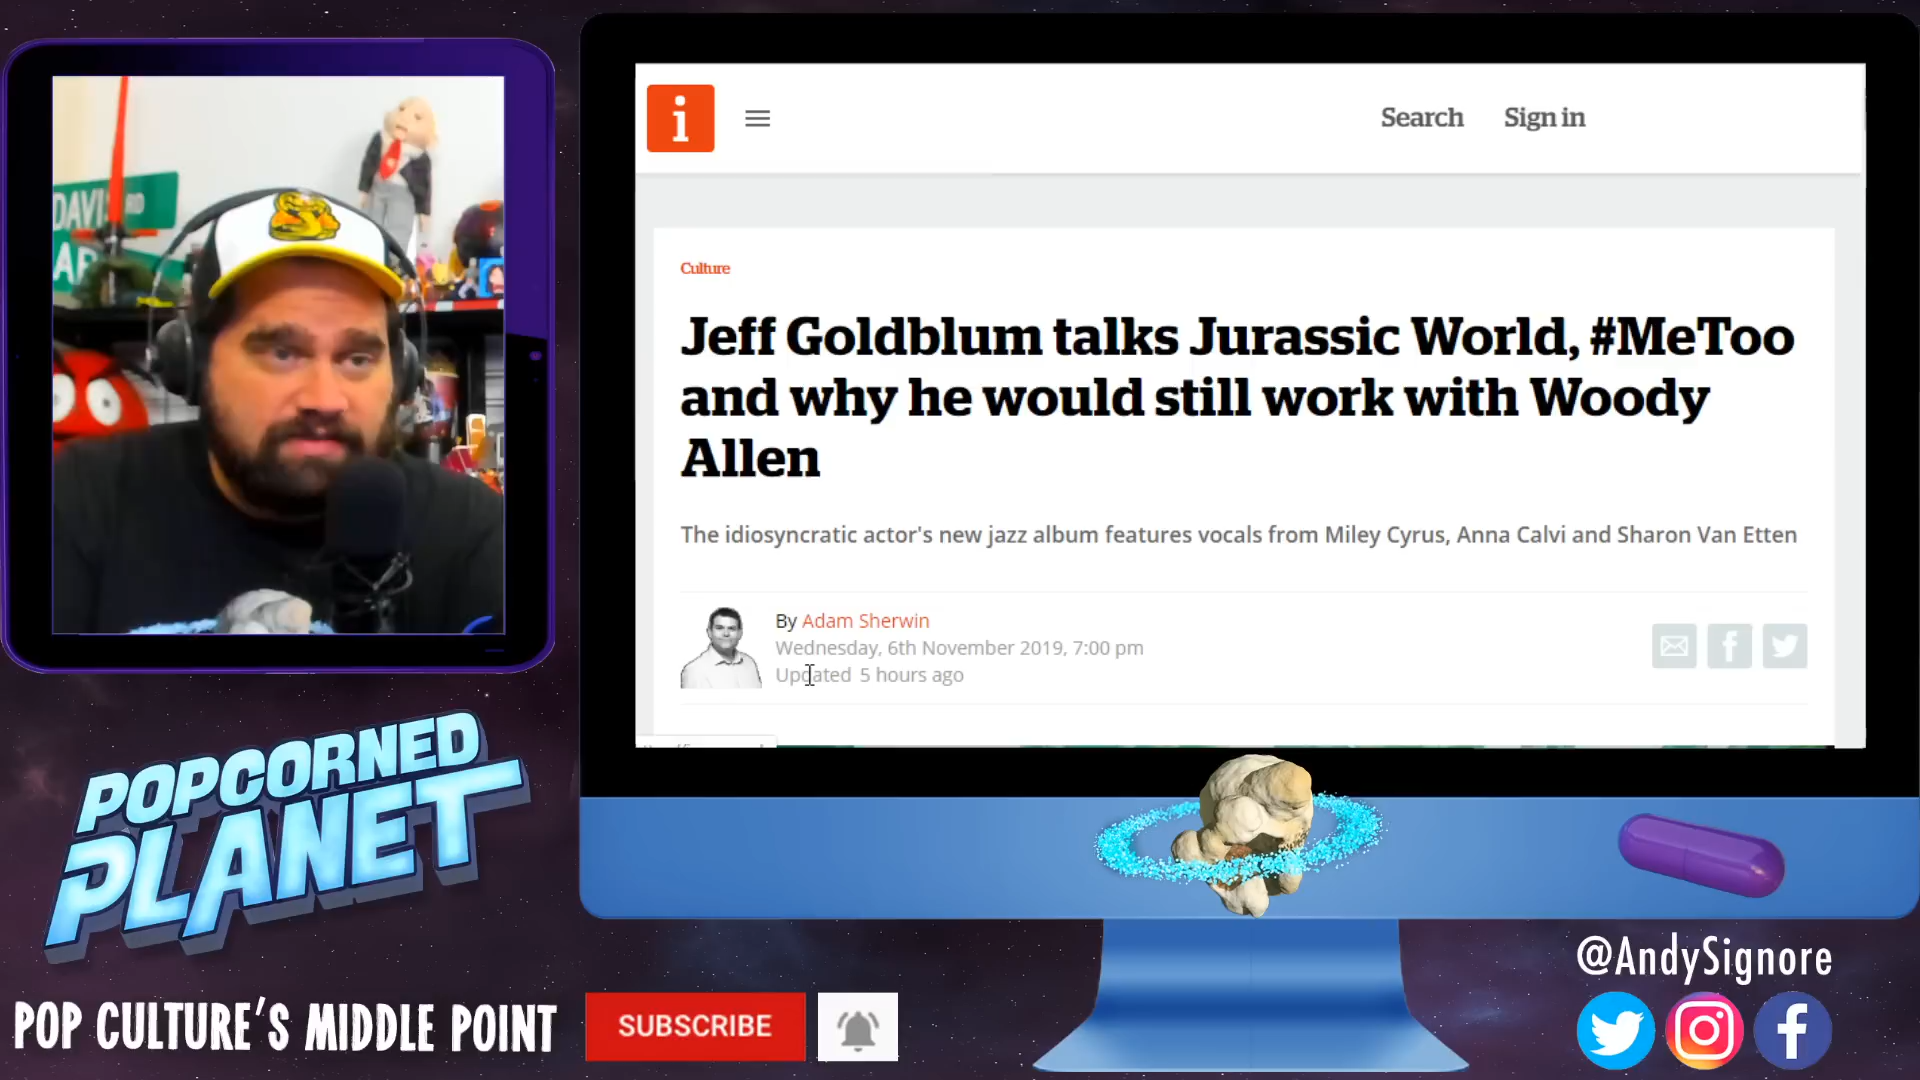 DAVIS RD
AR
i
Search
Sign in
Culture
Jeff Goldblum talks Jurassic World, #MeToo
and why he would still work with Woody
Allen
The idiosyncratic actor's new jazz album features vocals from Miley Cyrus, Anna Calvi and Sharon Van Etten
By Adam Sherwin
Wednesday, 6th November 2019, 7:00 pm
Updated 5 hours ago
POPCORNED
PLANET
POP CULTURE'S MIDDLE POINT
SUBSCRIBE
@AndySignore